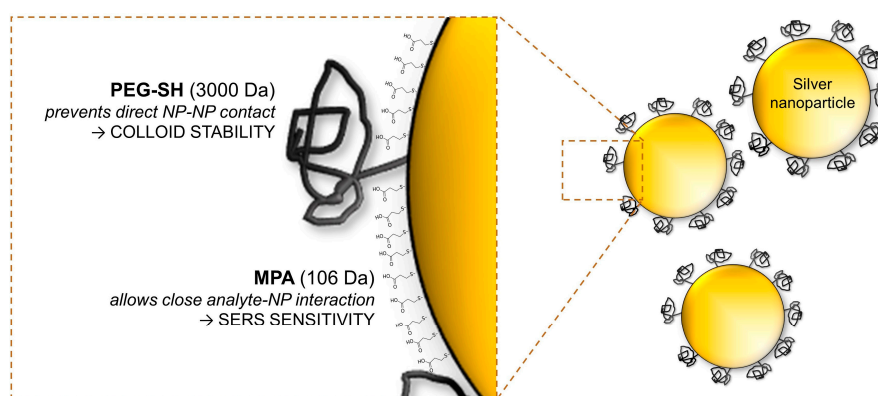 PEG-SH (3000 Da)
prevents direct NP-NP contact
→ COLLOID STABILITY
MPA (106 Da)
allows close analyte-NP interaction
→ SERS SENSITIVITY
Silver
nanoparticle